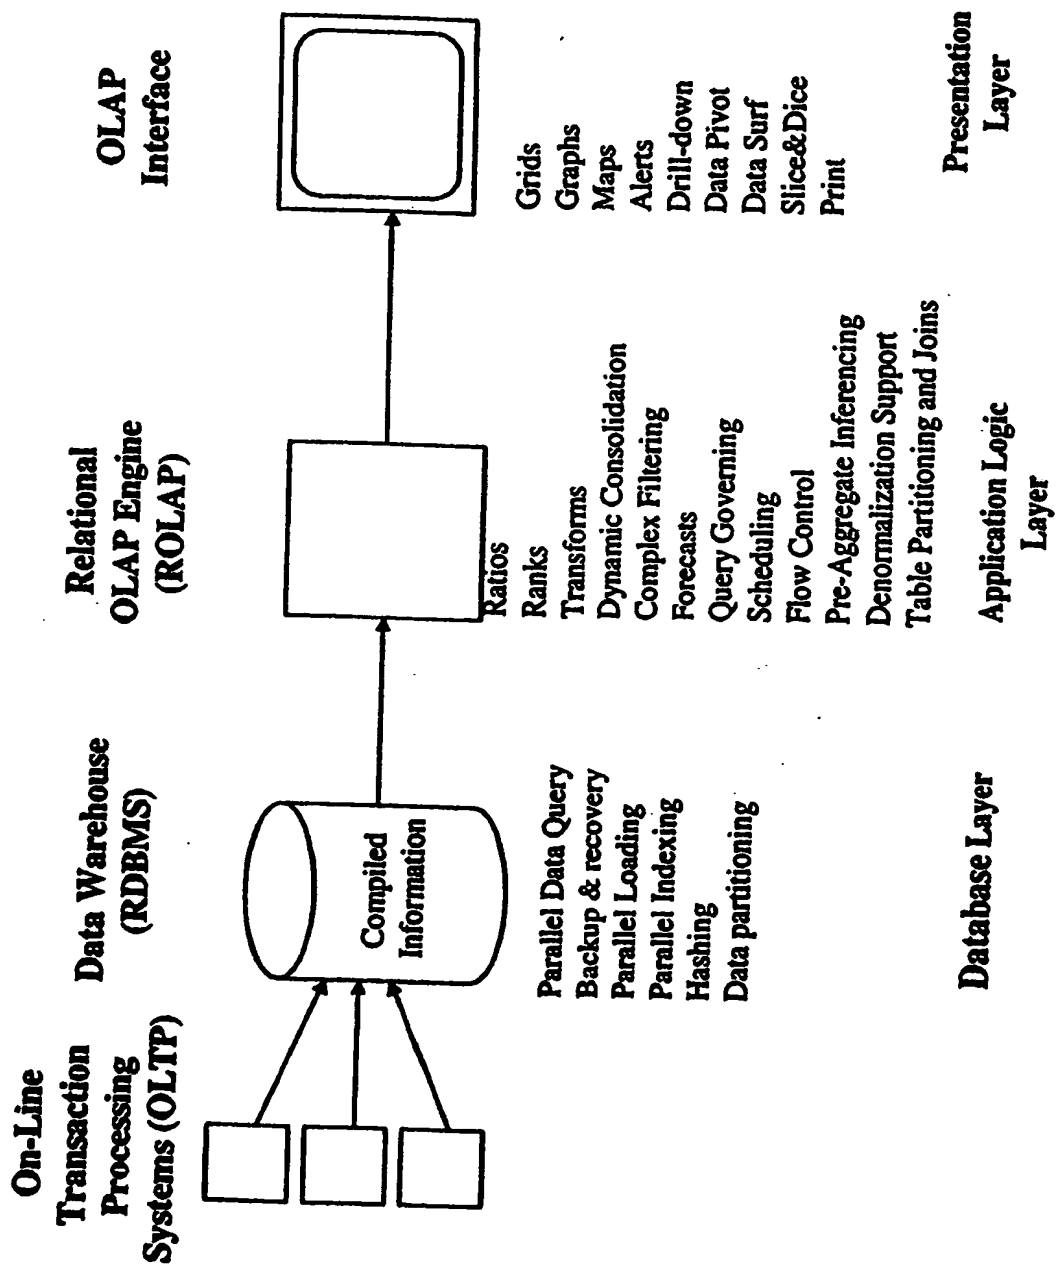 On-Line
Transaction
Processing
Systems (OLTP)
Data Warehouse
(RDBMS)
Relational
OLAP Engine
(ROLAP)
OLAP
Interface
Compiled
Information
Parallel Data Query
Backup & recovery
Parallel Loading
Parallel Indexing
Hashing
Data partitioning
Ratios
Ranks
Transforms
Dynamic Consolidation
Complex Filtering
Forecasts
Query Governing
Scheduling
Flow Control
Pre-Aggregate Inferencing
Denormalization Support
Table Partitioning and Joins
Grids
Graphs
Maps
Alerts
Drill-down
Data Pivot
Data Surf
Slice&Dice
Print
Database Layer
Application Logic
Layer
Presentation
Layer